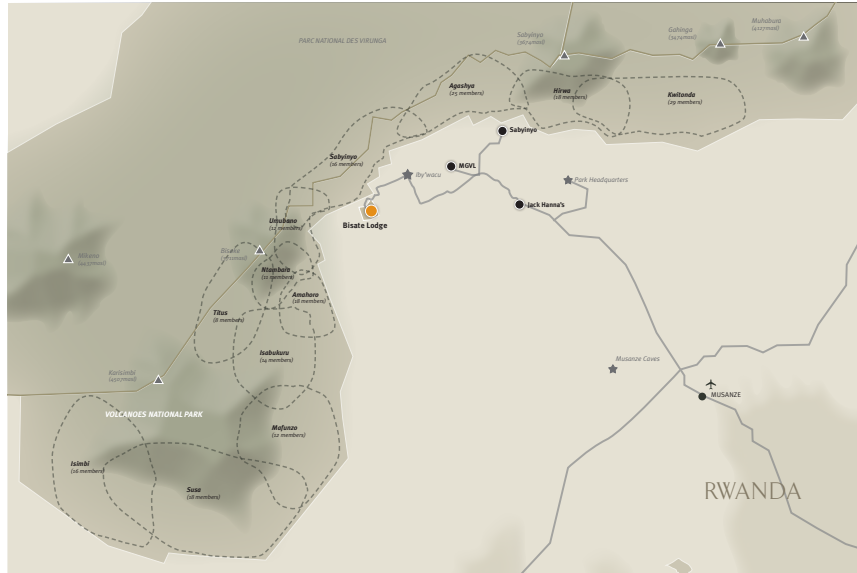 PARC NATIONAL DES VIRUNGA
Muhabura
Gahinga
Sabyinyo
Agashya
(25 members)
Hirwa
(18 members)
Kwitonda
(29 members)
Sabyinyo
Sabyinyo
(16 members)
MGVL
Iby'wacu
Park Headquarters
Jack Hanna's
Bisate Lodge
Umubano
(12 members)
Bisoke
Mikeno
Ntambara
Amahoro
(18 members)
Titus
(8 members)
Isabukuru
(14 members)
Musanze Caves
Karisimbi
MUSANZE
VOLCANOES NATIONAL PARK
Mafunzo
(12 members)
Isimbi
(16 members)
Susa
(18 members)
RWANDA